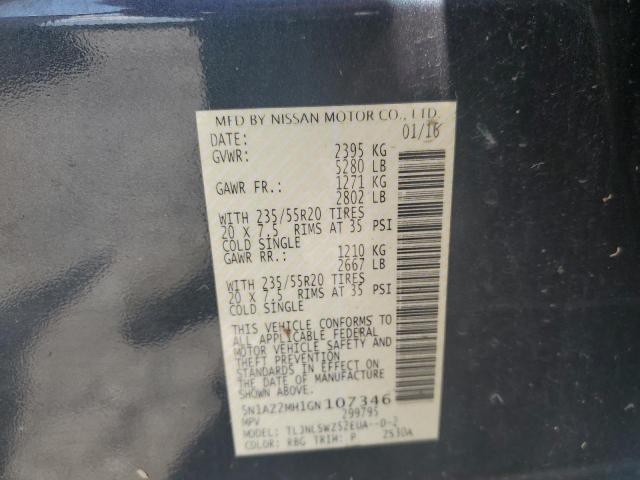 MFD BY NISSAN MOTOR CO., LTD.
DATE: 01/16
GVWR: 2395 KG
5280 LB
GAWR FR.: 1271 KG
2802 LB
WITH 235/55R20 TIRES
20 X 7.5 RIMS AT 35 PSI
COLD SINGLE
GAWR RR.: 1210 KG
2667 LB
WITH 235/55R20 TIRES
20 X 7.5 RIMS AT 35 PSI
COLD SINGLE
THIS VEHICLE CONFORMS TO
ALL APPLICABLE FEDERAL
MOTOR VEHICLE SAFETY AND
THEFT PREVENTION
STANDARDS IN EFFECT ON
THE DATE OF MANUFACTURE
SHOWN ABOVE.
5N1AZ2MH1GN107346
MPV 299795
TLJNLSWZ52EUA--D-2
COLOR: RBG TRIM: P 2S30A